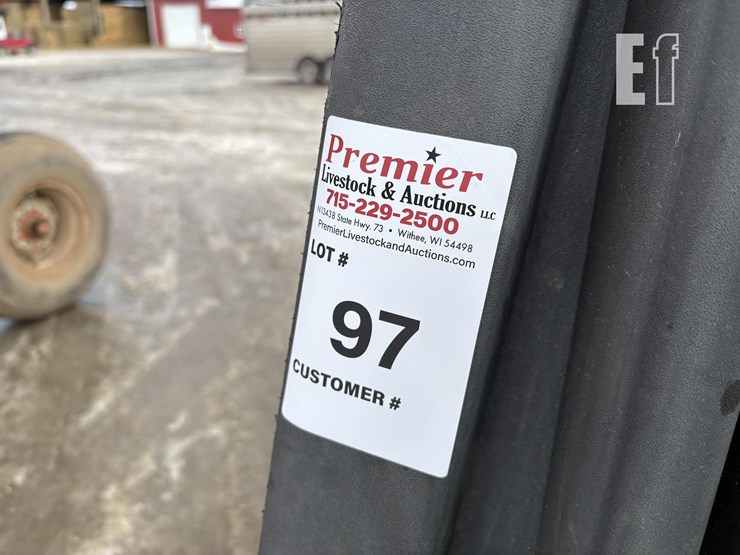 Ef
Premier
Livestock & Auctions LLC
715-229-2500
N13438 State Hwy. 73 • Withee, WI 54498
PremierLivestockandAuctions.com
LOT #
97
CUSTOMER #